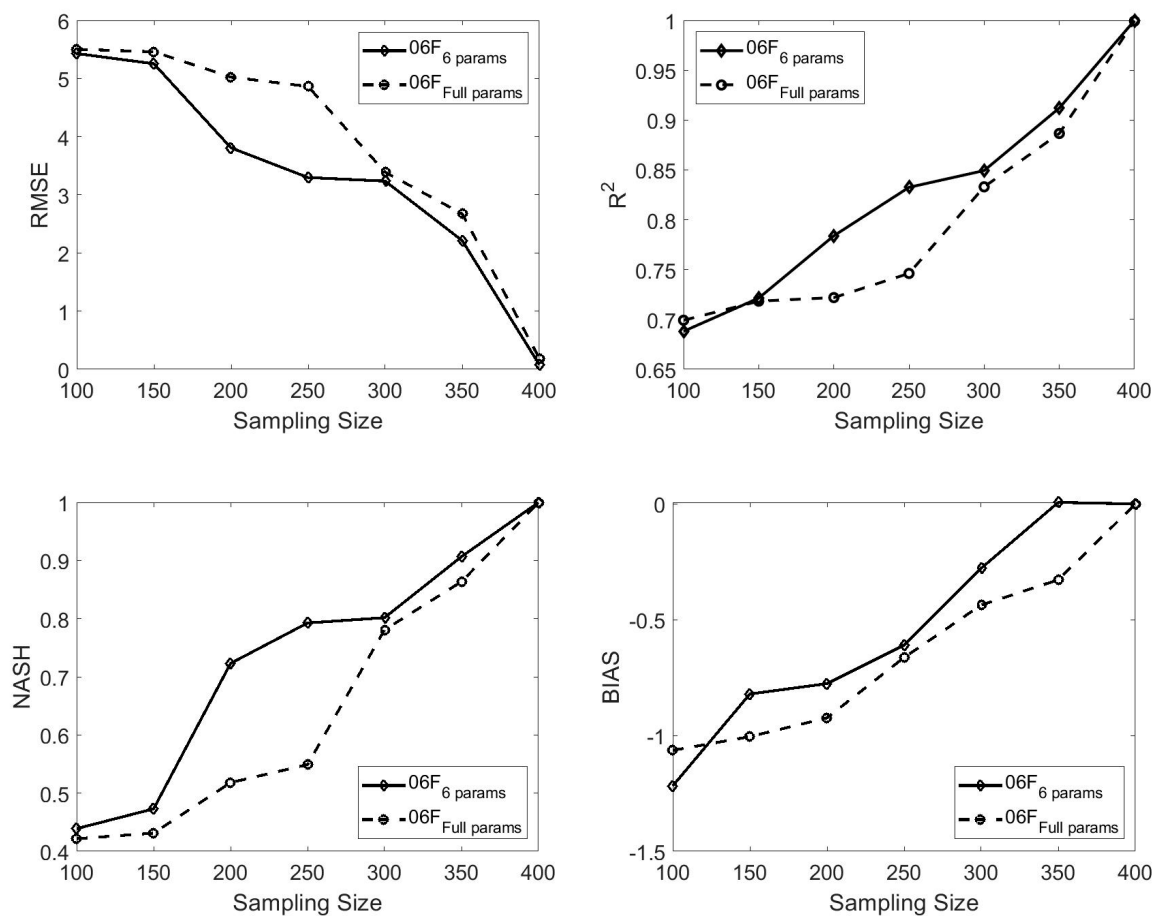 6
5
4
3
2
1
0
RMSE
100 150 200 250 300 350 400
Sampling Size
06F6 params
06FFull params
1
0.95
0.9
0.85
0.8
0.75
0.7
0.65
R2
100 150 200 250 300 350 400
Sampling Size
06F6 params
06FFull params
1
0.9
0.8
0.7
0.6
0.5
0.4
NASH
100 150 200 250 300 350 400
Sampling Size
06F6 params
06FFull params
0
-0.5
-1
-1.5
BIAS
100 150 200 250 300 350 400
Sampling Size
06F6 params
06FFull params